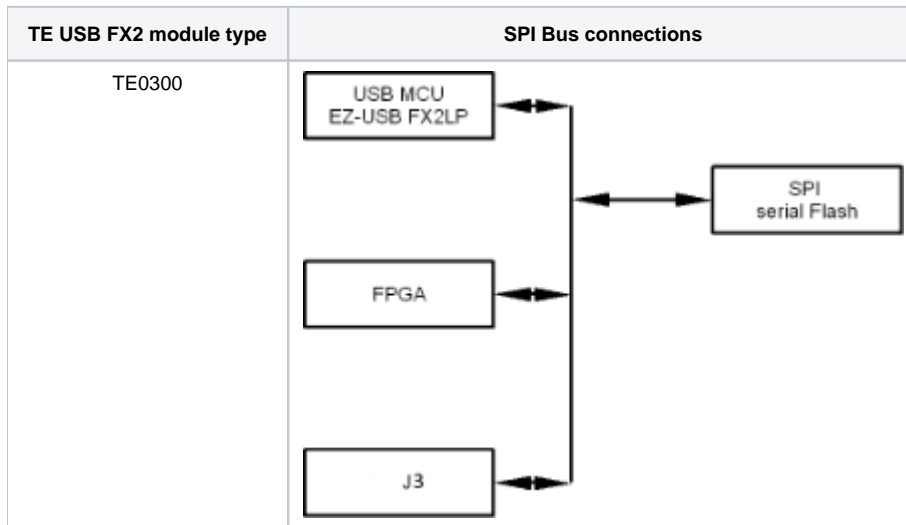 TE USB FX2 module type
SPI Bus connections
TE0300
USB MCU
EZ-USB FX2LP
SPI
serial Flash
FPGA
J3